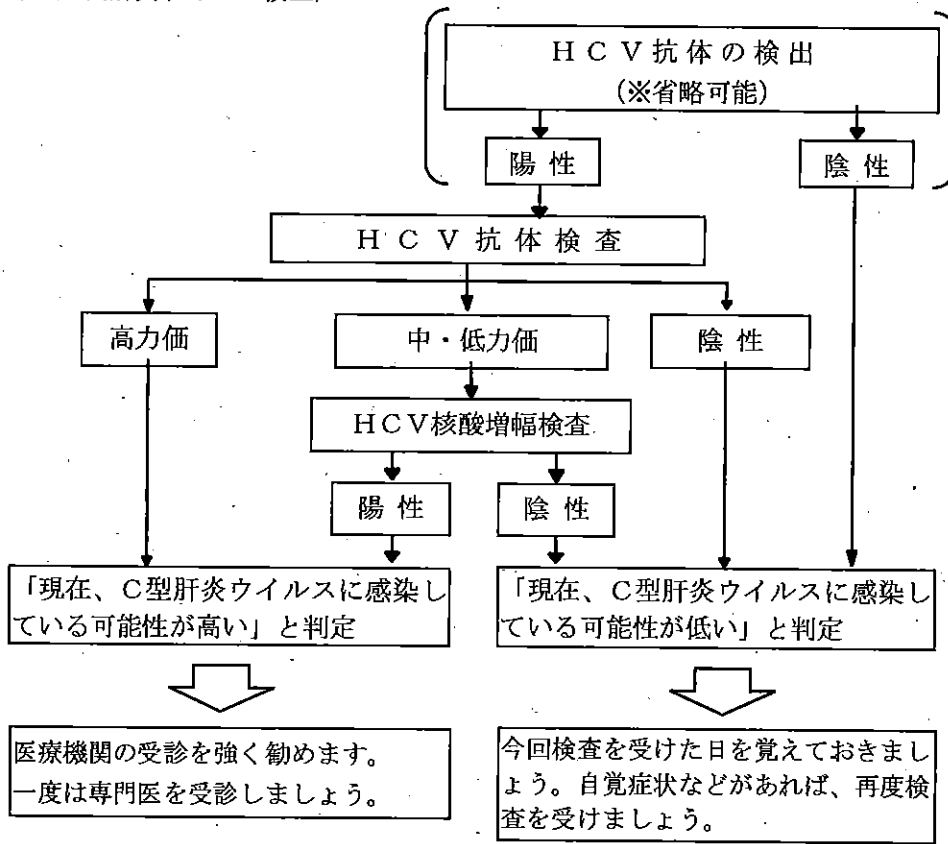 HCV抗体の検出
(※省略可能)
陽性
陰性
HCV抗体検査
高力価
中・低力価
陰性
HCV核酸増幅検査
陽性
陰性
「現在、C型肝炎ウイルスに感染し
ている可能性が高い」と判定
「現在、C型肝炎ウイルスに感染し
ている可能性が低い」と判定
医療機関の受診を強く勧めます。
一度は専門医を受診しましょう。
今回検査を受けた日を覚えておきまし
ょう。自覚症状などがあれば、再度検
査を受けましょう。